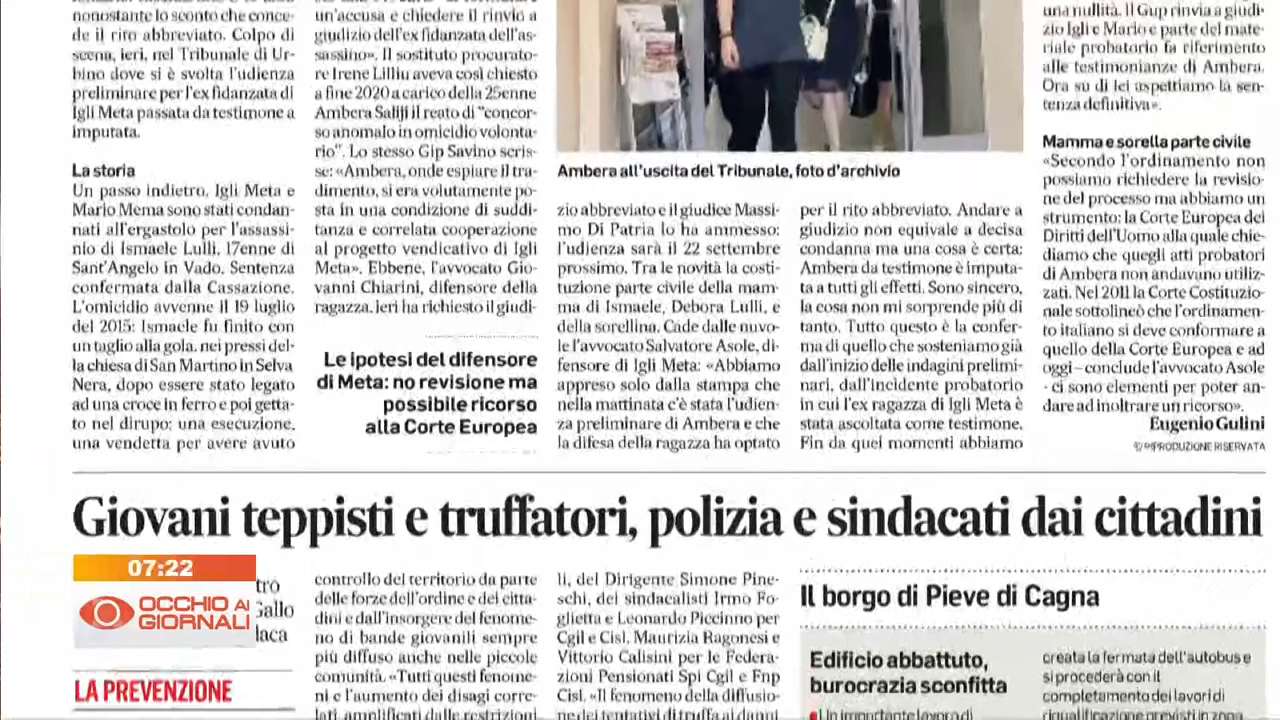 nonostante lo sconto che conce-
de il rito abbreviato. Colpo di
scena, ieri, nel Tribunale di Ur-
bino dove si è svolta l'udienza
preliminare per l'ex fidanzata di
Igli Meta passata da testimone a
imputata.
La storia
Un passo indietro. Igli Meta e
Mario Mema sono stati condan-
nati all'ergastolo per l'assassi-
nio di Ismaele Lulli, 17enne di
Sant'Angelo in Vado. Sentenza
confermata dalla Cassazione.
L'omicidio avvenne il 19 luglio
del 2015: Ismaele fu finito con
un taglio alla gola, nei pressi del-
la chiesa di San Martino in Selva
Nera, dopo essere stato legato
ad una croce in ferro e poi getta-
to nel dirupo: una esecuzione,
una vendetta per avere avuto
un'accusa e chiedere il rinvio a
giudizio dell'ex fidanzata dell'as-
sassino». Il sostituto procurato-
re Irene Lilliu aveva così chiesto
a fine 2020 a carico della 25enne
Ambera Saliji il reato di "concor-
so anomalo in omicidio volonta-
rio". Lo stesso Gip Savino scris-
se: «Ambera, onde espiare il tra-
dimento, si era volutamente po-
sta in una condizione di suddi-
tanza e correlata cooperazione
al progetto vendicativo di Igli
Meta». Ebbene, l'avvocato Gio-
vanni Chiarini, difensore della
ragazza, ieri ha richiesto il giudi-
Le ipotesi del difensore
di Meta: no revisione ma
possibile ricorso
alla Corte Europea
Ambera all'uscita del Tribunale, foto d'archivio
zio abbreviato e il giudice Massi-
mo Di Patria lo ha ammesso:
l'udienza sarà il 22 settembre
prossimo. Tra le novità la costi-
tuzione parte civile della mam-
ma di Ismaele, Debora Lulli, e
della sorellina. Cade dalle nuvo-
le l'avvocato Salvatore Asole, di-
fensore di Igli Meta: «Abbiamo
appreso solo dalla stampa che
nella mattinata c'è stata l'udien-
za preliminare di Ambera e che
la difesa della ragazza ha optato
per il rito abbreviato. Andare a
giudizio non equivale a decisa
condanna ma una cosa è certa:
Ambera da testimone è imputa-
ta a tutti gli effetti. Sono sincero,
la cosa non mi sorprende più di
tanto. Tutto questo è la confer-
ma di quello che sosteniamo già
dall'inizio delle indagini prelimi-
nari, dall'incidente probatorio
in cui l'ex ragazza di Igli Meta è
stata ascoltata come testimone.
Fin da quei momenti abbiamo
una nullità. Il Gup rinvia a giudi-
zio Igli e Mario e parte del mate-
riale probatorio fa riferimento
alle testimonianze di Ambera.
Ora su di lei aspettiamo la sen-
tenza definitiva».
Mamma e sorella parte civile
«Secondo l'ordinamento non
possiamo richiedere la revisio-
ne del processo ma abbiamo un
strumento: la Corte Europea dei
Diritti dell'Uomo alla quale chie-
diamo che quegli atti probatori
di Ambera non andavano utiliz-
zati. Nel 2011 la Corte Costituzio-
nale sottolineò che l'ordinamen-
to italiano si deve conformare a
quello della Corte Europea e ad
oggi – conclude l'avvocato Asole
- ci sono elementi per poter an-
dare ad inoltrare un ricorso».
Eugenio Gulini
© RIPRODUZIONE RISERVATA
Giovani teppisti e truffatori, polizia e sindacati dai cittadini
07:22
OCCHIO AI
GIORNALI
tro
Gallo
laca
LA PREVENZIONE
controllo del territorio da parte
delle forze dell'ordine e dei citta-
dini e dall'insorgere del fenome-
no di bande giovanili sempre
più diffuso anche nelle piccole
comunità. «Tutti questi fenome-
ni e l'aumento dei disagi corre-
lati amplificati dalle restrizioni
li, del Dirigente Simone Pine-
schi, dei sindacalisti Irmo Fo-
glietta e Leonardo Piccinno per
Cgil e Cisl, Maurizia Ragonesi e
Vittorio Calisini per le Federa-
zioni Pensionati Spi Cgil e Fnp
Cisl. «Il fenomeno della diffusio-
ne dei tentativi di truffa ai danni
Il borgo di Pieve di Cagna
Edificio abbattuto,
burocrazia sconfitta
Un importante lavoro di
creata la fermata dell'autobus e
si procederà con il
completamento dei lavori di
riqualificazione previsti in zona